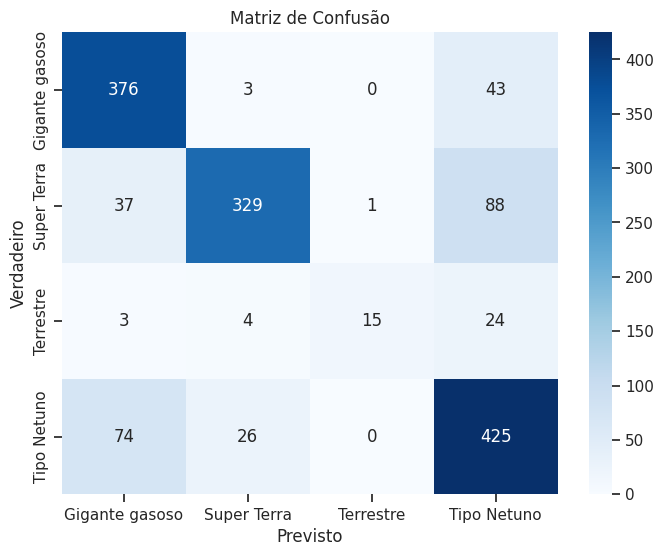 Matriz de Confusão
Verdadeiro
Gigante gasoso
376 3 0 43
Super Terra
37 329 1 88
Terrestre
3 4 15 24
Tipo Netuno
74 26 0 425
Gigante gasoso Super Terra Terrestre Tipo Netuno
Previsto
400
350
300
250
200
150
100
50
0